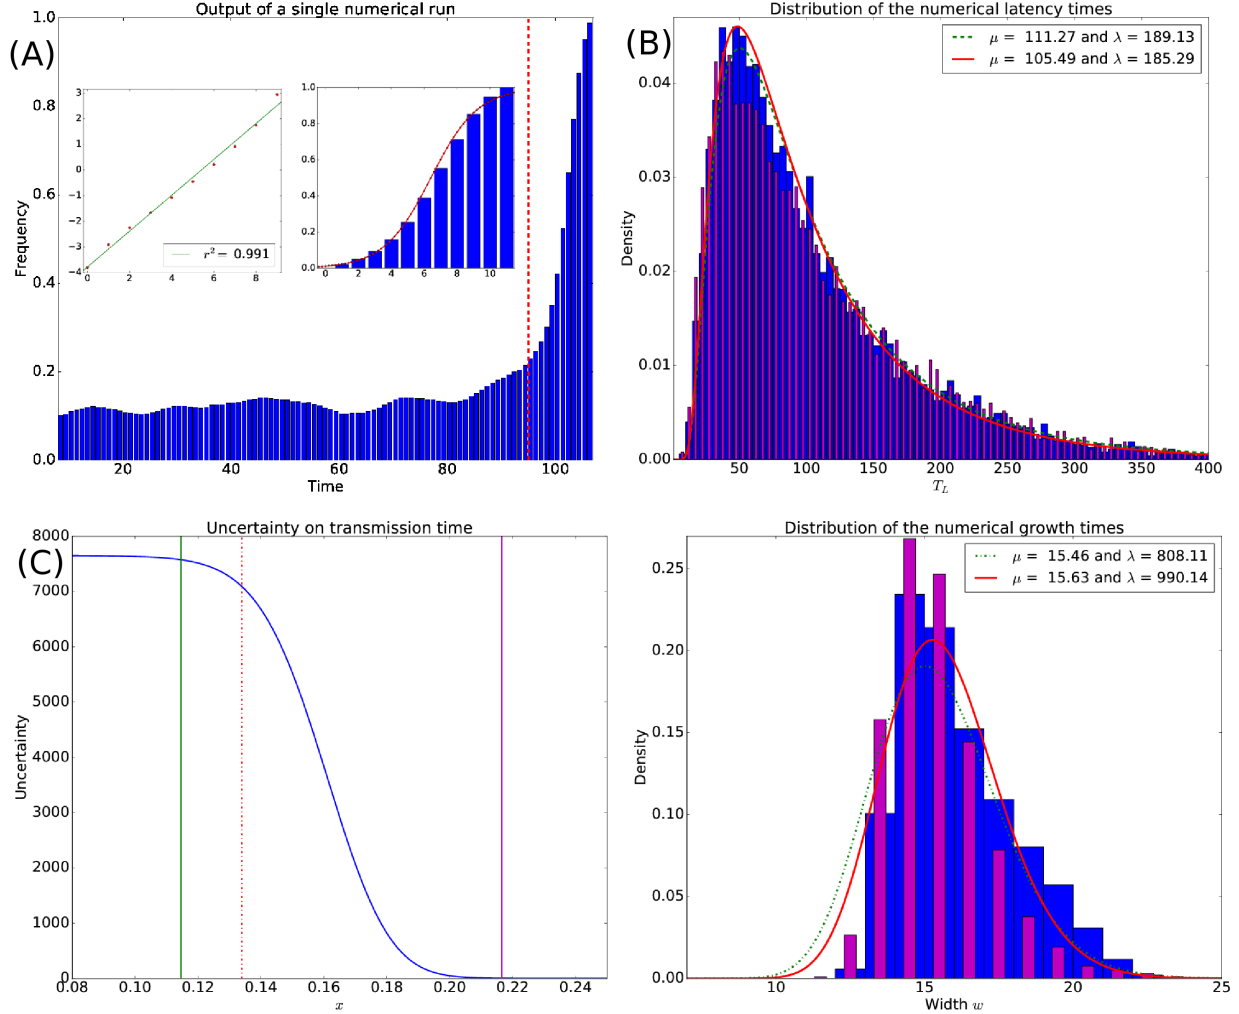 Output of a single numerical run
(A)
Frequency
1.0
0.8
0.6
0.4
0.2
0.0
20 40 60 80 100
Time
3
2
1
0
−1
−2
−3
−4
0 2 4 6 8
r² = 0.991
1.0
0.8
0.6
0.4
0.2
0.0
0 2 4 6 8 10
Distribution of the numerical latency times
(B)
μ = 111.27 and λ = 189.13
μ = 105.49 and λ = 185.29
Density
0.04
0.03
0.02
0.01
0.00
50 100 150 200 250 300 350 400
T_L
Uncertainty on transmission time
(C)
Uncertainty
8000
7000
6000
5000
4000
3000
2000
1000
0
0.08 0.10 0.12 0.14 0.16 0.18 0.20 0.22 0.24
x
Distribution of the numerical growth times
μ = 15.46 and λ = 808.11
μ = 15.63 and λ = 990.14
Density
0.25
0.20
0.15
0.10
0.05
0.00
10 15 20 25
Width w